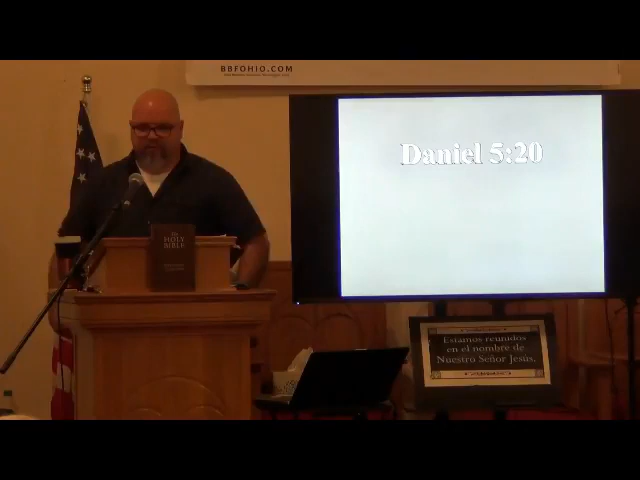 BBFOHIO.COM
Daniel 5:20
HOLY
BIBLE
Estamos reunidos
en el nombre de
Nuestro Señor Jesús.